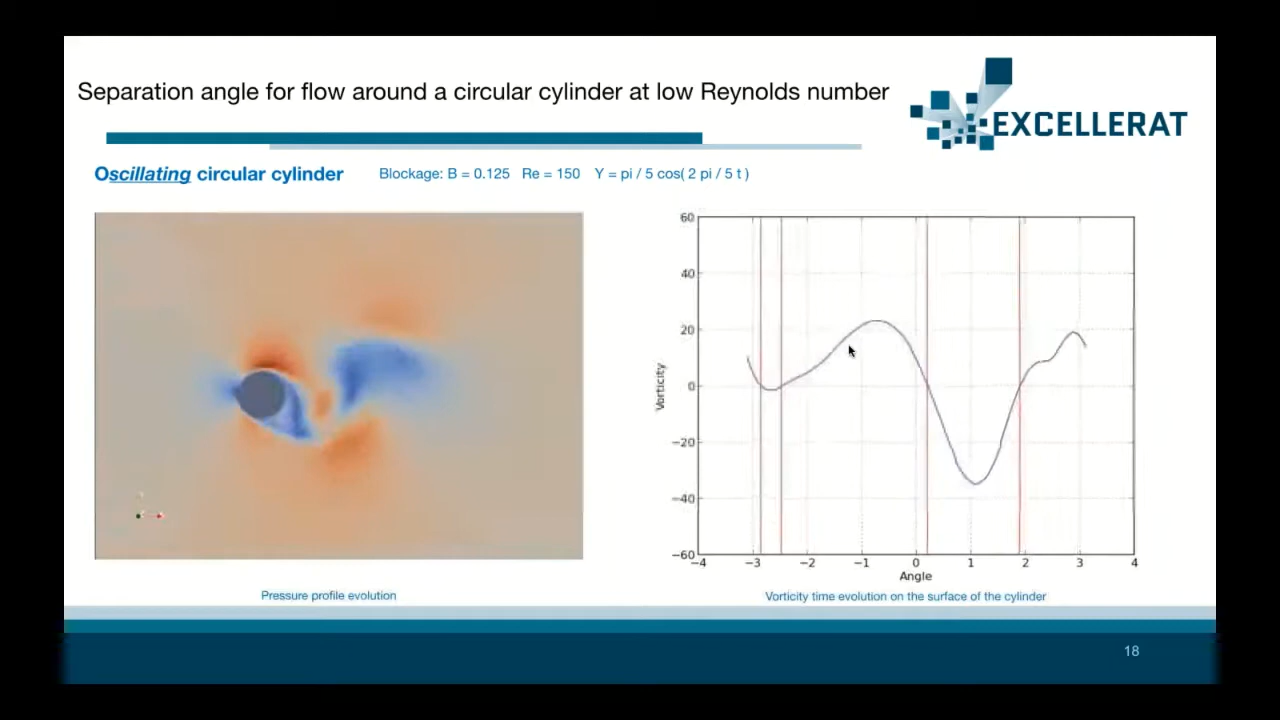 Separation angle for flow around a circular cylinder at low Reynolds number
EXCELLERAT
Oscillating circular cylinder
Blockage: B = 0.125 Re = 150 Y = pi / 5 cos( 2 pi / 5 t )
60
40
20
0
−20
−40
−60
Vorticity
−4 −3 −2 −1 0 1 2 3 4
Angle
Pressure profile evolution
Vorticity time evolution on the surface of the cylinder
18